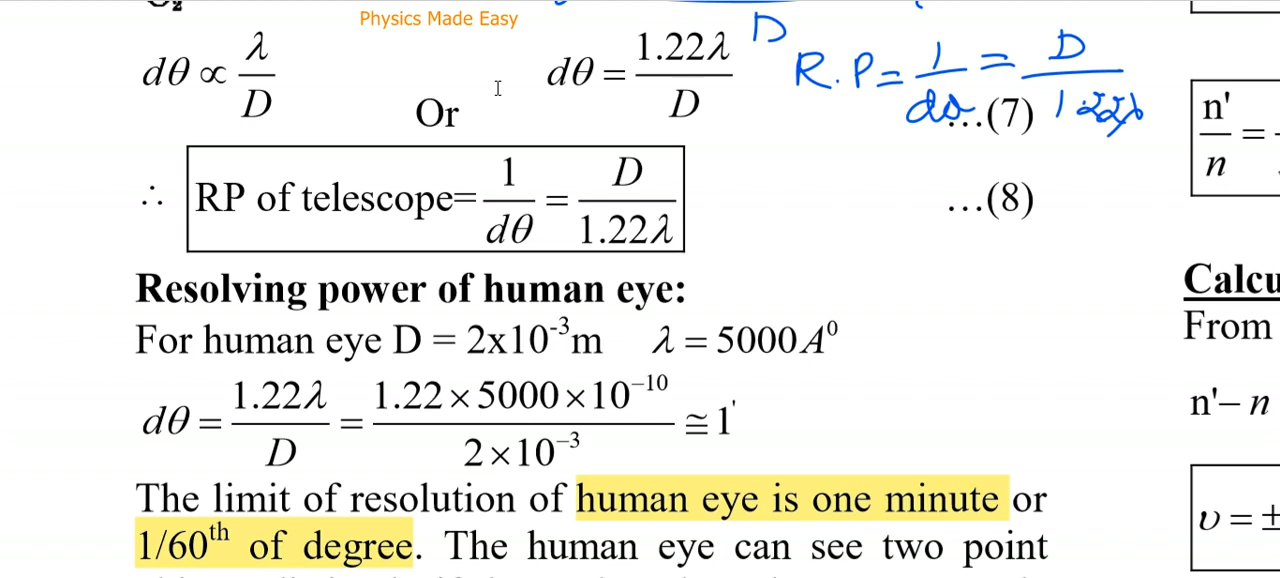 Physics Made Easy
D
dθ ∝ λ/D Or dθ = 1.22λ/D ...(7)
R.P = 1/dθ = D/1.22λ
∴ RP of telescope= 1/dθ = D/1.22λ ...(8)
Resolving power of human eye:
For human eye D = 2x10⁻³m λ = 5000 A⁰
dθ = 1.22λ/D = 1.22×5000×10⁻¹⁰/2×10⁻³ ≅ 1'
The limit of resolution of human eye is one minute or
1/60ᵗʰ of degree. The human eye can see two point
n'/n =
Calcu
From
n'– n
υ = ±